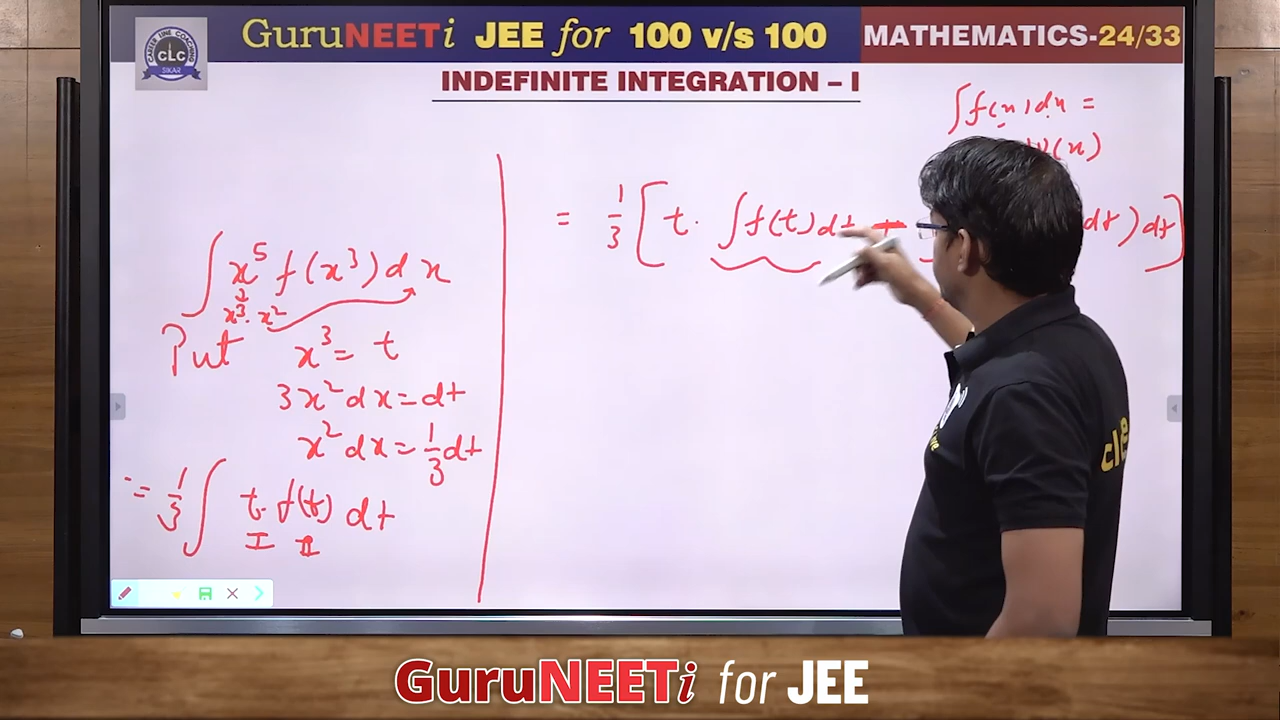 GuruNEETi JEE for 100 v/s 100
MATHEMATICS-24/33
CAREER LINE COACHING
CLC
SIKAR
INDEFINITE INTEGRATION – I
∫f(x)dx =
ψ(x)
∫ x⁵ f(x³) dx
x³. x²
Put x³ = t
3x² dx = dt
x² dx = 1/3 dt
= 1/3 ∫ t. f(t) dt
I II
= 1/3 [ t. ∫f(t)dt dt ) dt ]
clc
GuruNEETi for JEE